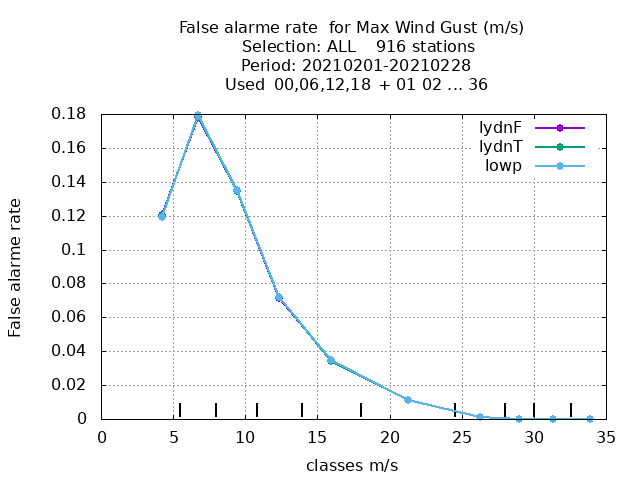 False alarme rate  for Max Wind Gust (m/s)
Selection: ALL    916 stations
Period: 20210201-20210228
Used  00,06,12,18  + 01 02 ... 36
lydnF
lydnT
lowp
False alarme rate
0.18
0.16
0.14
0.12
0.1
0.08
0.06
0.04
0.02
0
0 5 10 15 20 25 30 35
classes m/s